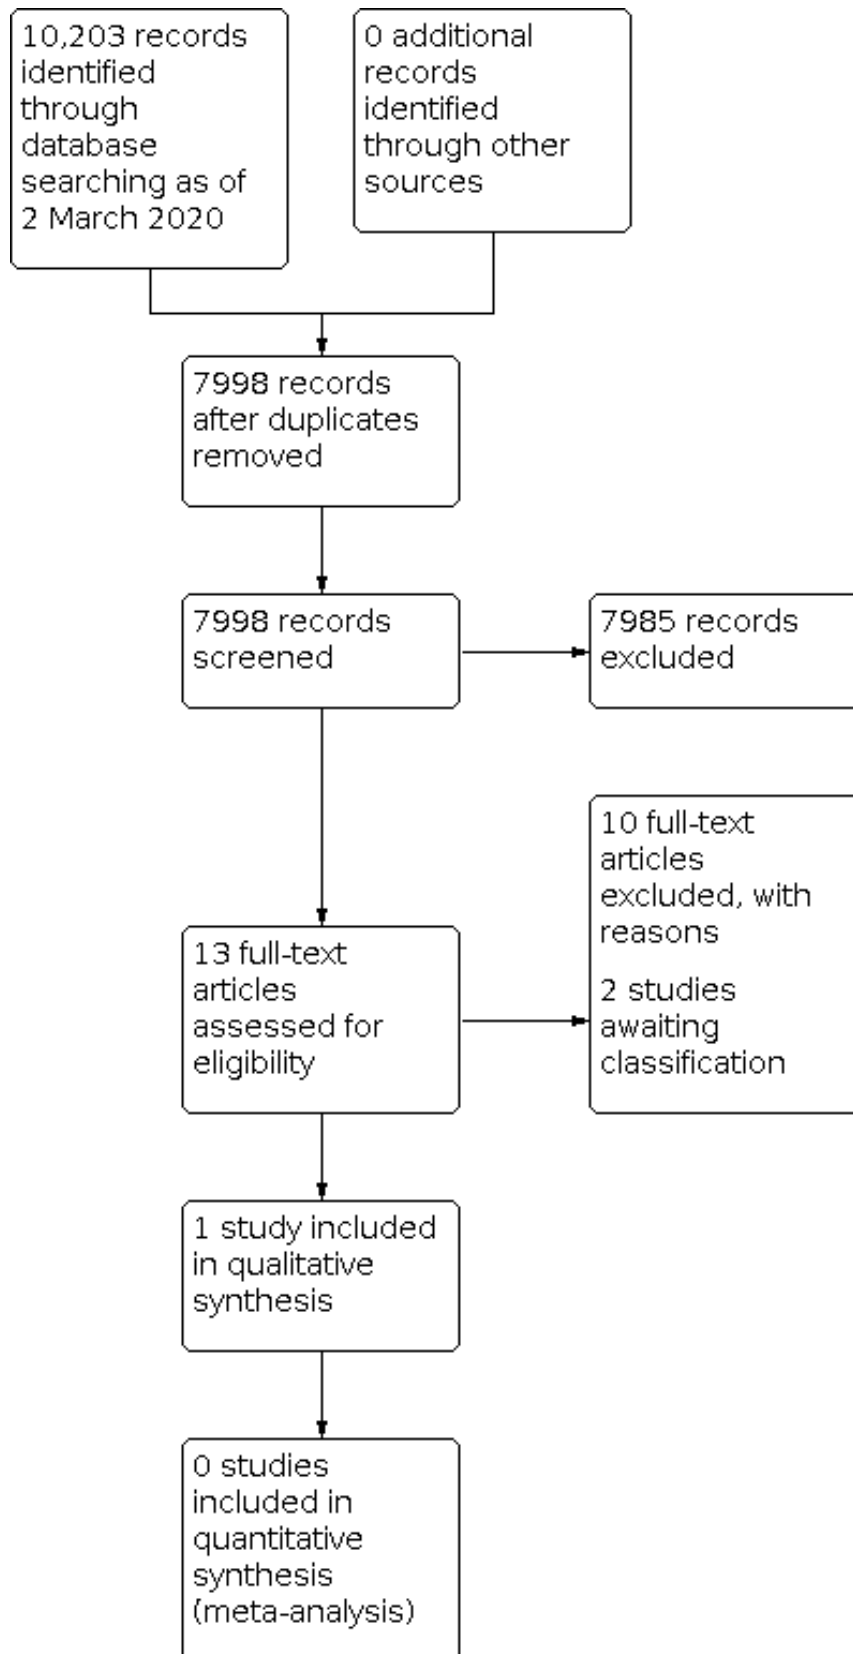 10,203 records
identified
through
database
searching as of
2 March 2020
0 additional
records
identified
through other
sources
7998 records
after duplicates
removed
7998 records
screened
7985 records
excluded
10 full-text
articles
excluded, with
reasons
2 studies
awaiting
classification
13 full-text
articles
assessed for
eligibility
1 study included
in qualitative
synthesis
0 studies
included in
quantitative
synthesis
(meta-analysis)